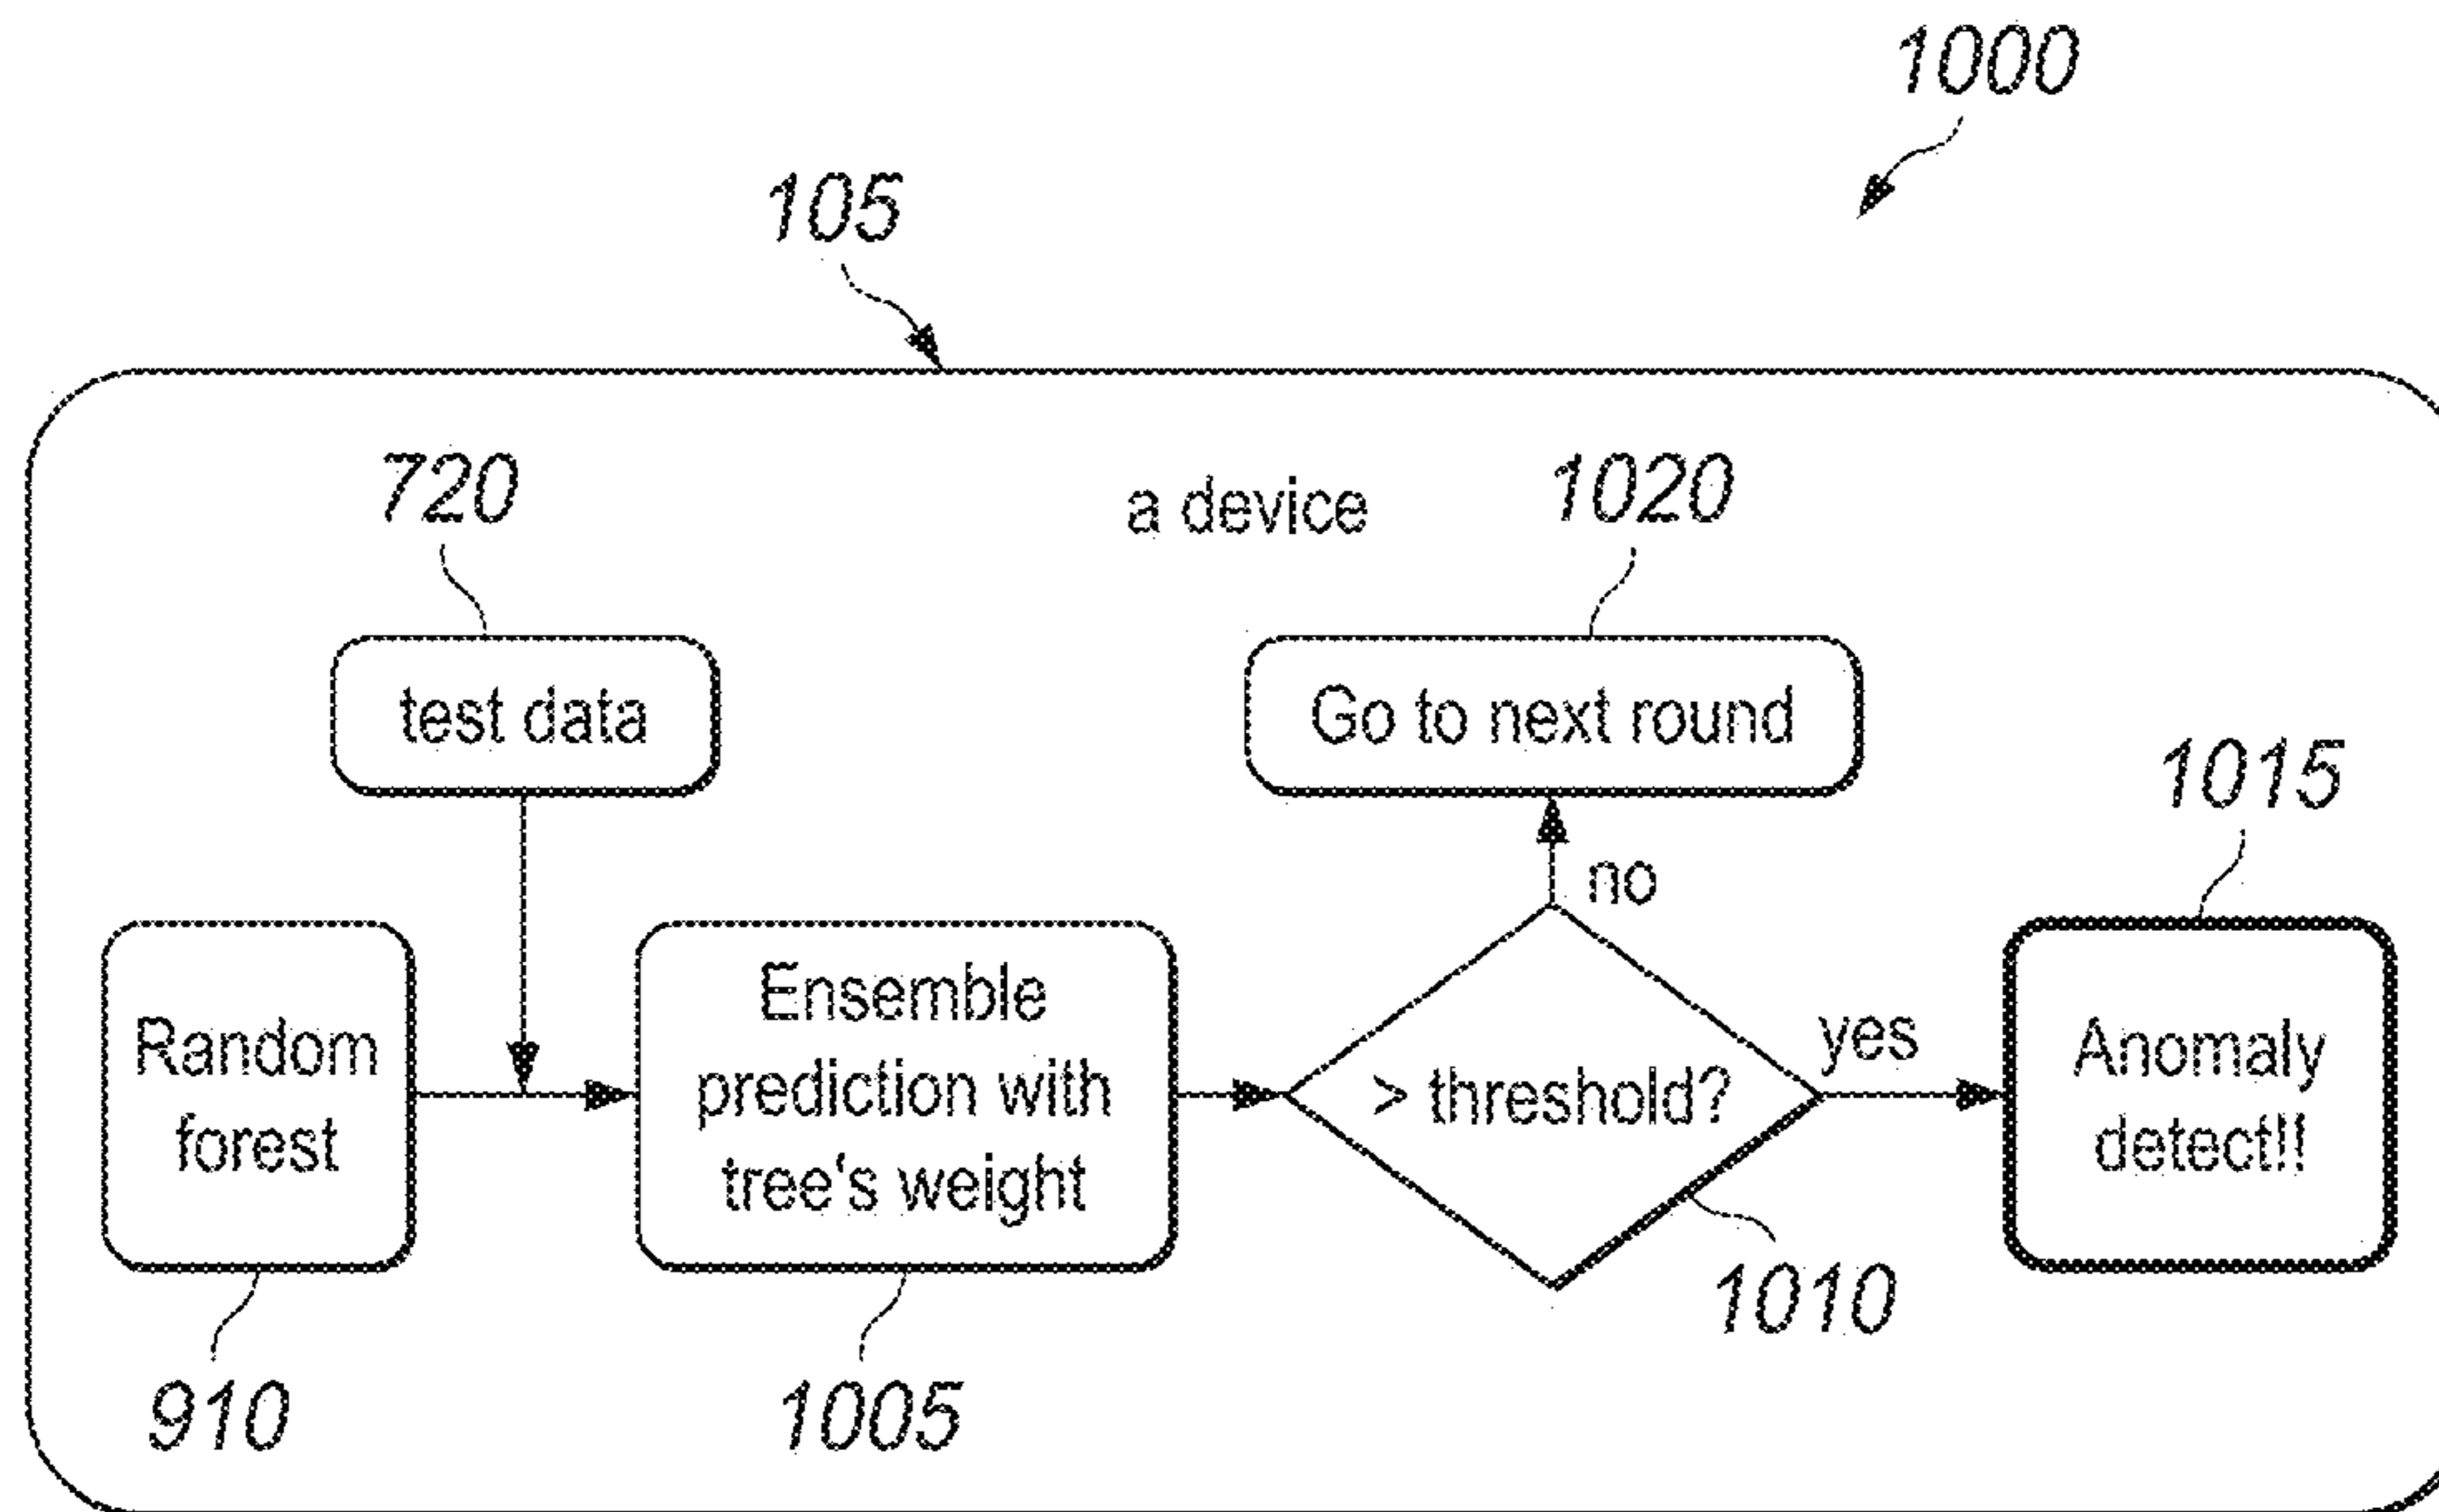 1000
105
720
a device
1020
test data
Go to next round
1015
no
Random
forest
Ensemble
prediction with
tree's weight
> threshold?
yes
Anomaly
detect!!
1010
910
1005